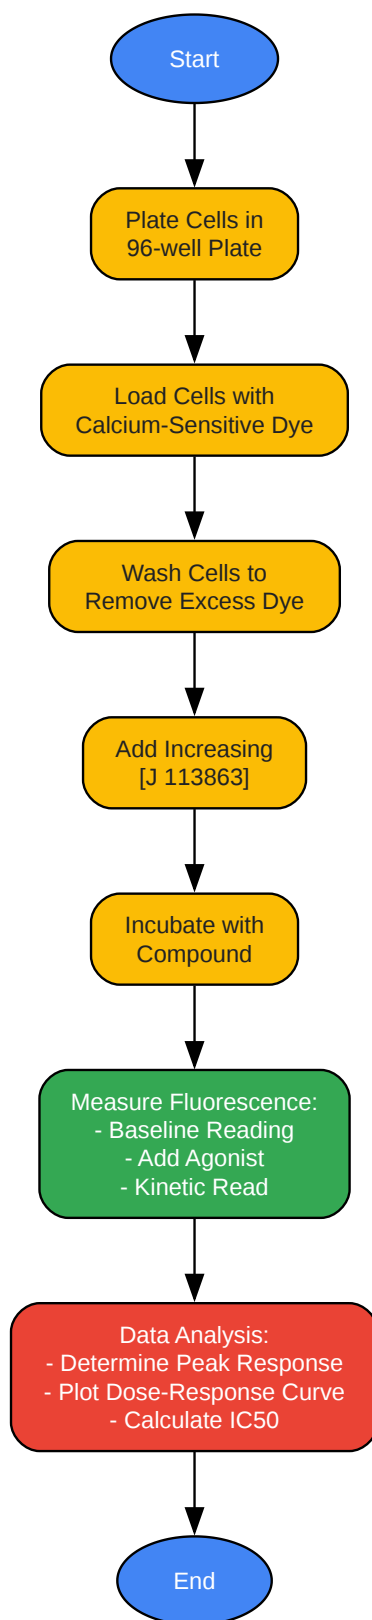 Start
Plate Cells in
96-well Plate
Load Cells with
Calcium-Sensitive Dye
Wash Cells to
Remove Excess Dye
Add Increasing
[J 113863]
Incubate with
Compound
Measure Fluorescence:
- Baseline Reading
- Add Agonist
- Kinetic Read
Data Analysis:
- Determine Peak Response
- Plot Dose-Response Curve
- Calculate IC50
End